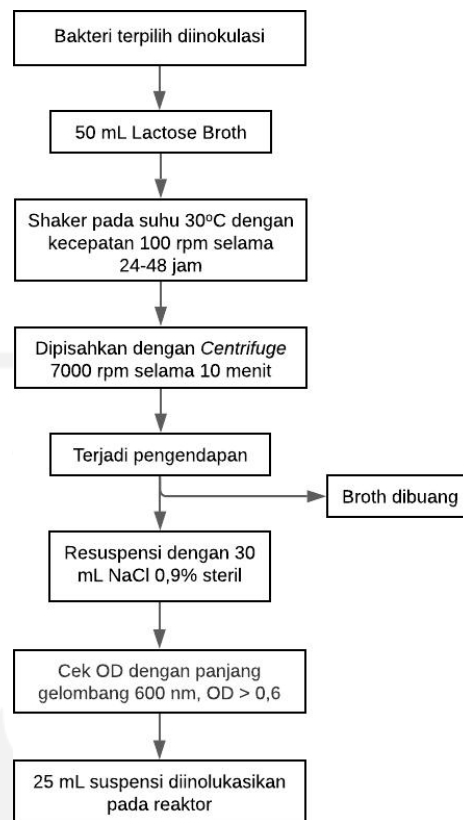 Bakteri terpilih diinokulasi
50 mL Lactose Broth
Shaker pada suhu 30°C dengan
kecepatan 100 rpm selama
24-48 jam
Dipisahkan dengan Centrifuge
7000 rpm selama 10 menit
Terjadi pengendapan
Broth dibuang
Resuspensi dengan 30
mL NaCl 0,9% steril
Cek OD dengan panjang
gelombang 600 nm, OD > 0,6
25 mL suspensi diinolukasikan
pada reaktor